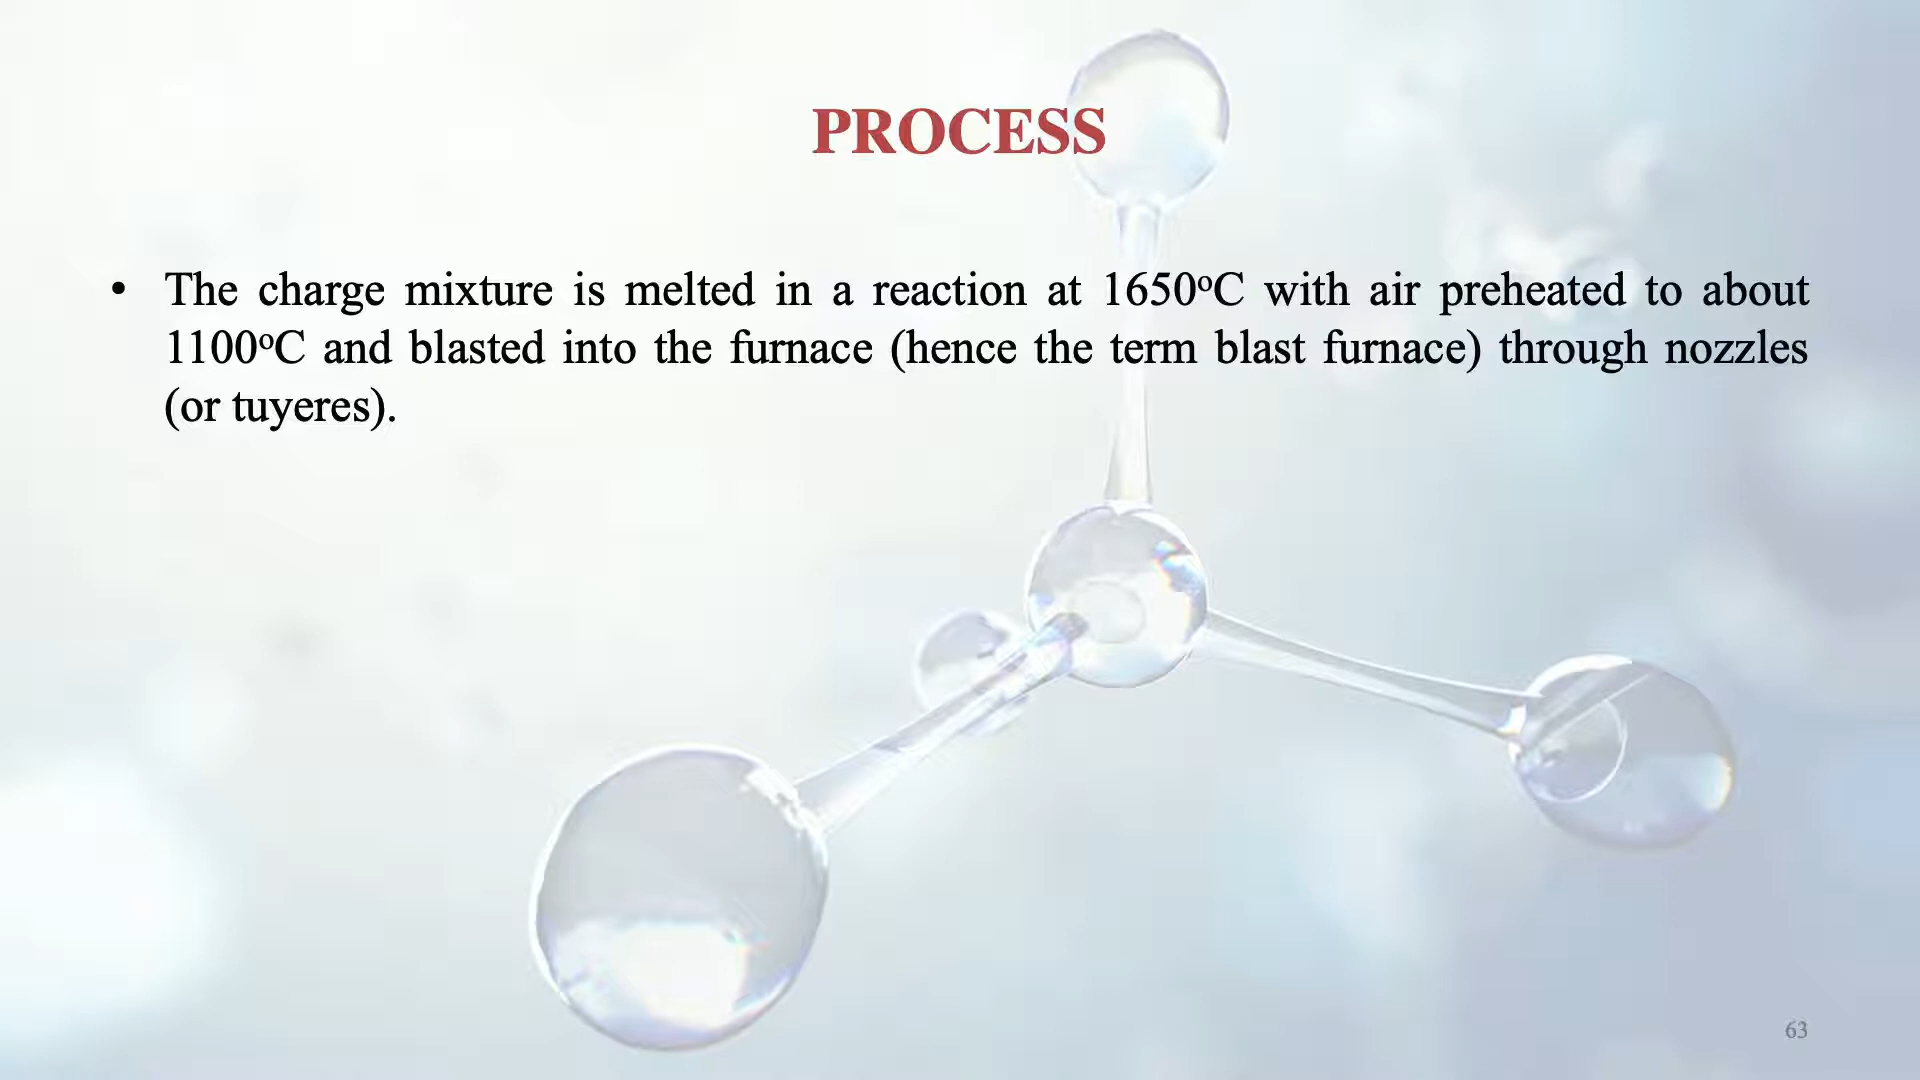 PROCESS
• The charge mixture is melted in a reaction at 1650ºC with air preheated to about
1100ºC and blasted into the furnace (hence the term blast furnace) through nozzles
(or tuyeres).
63